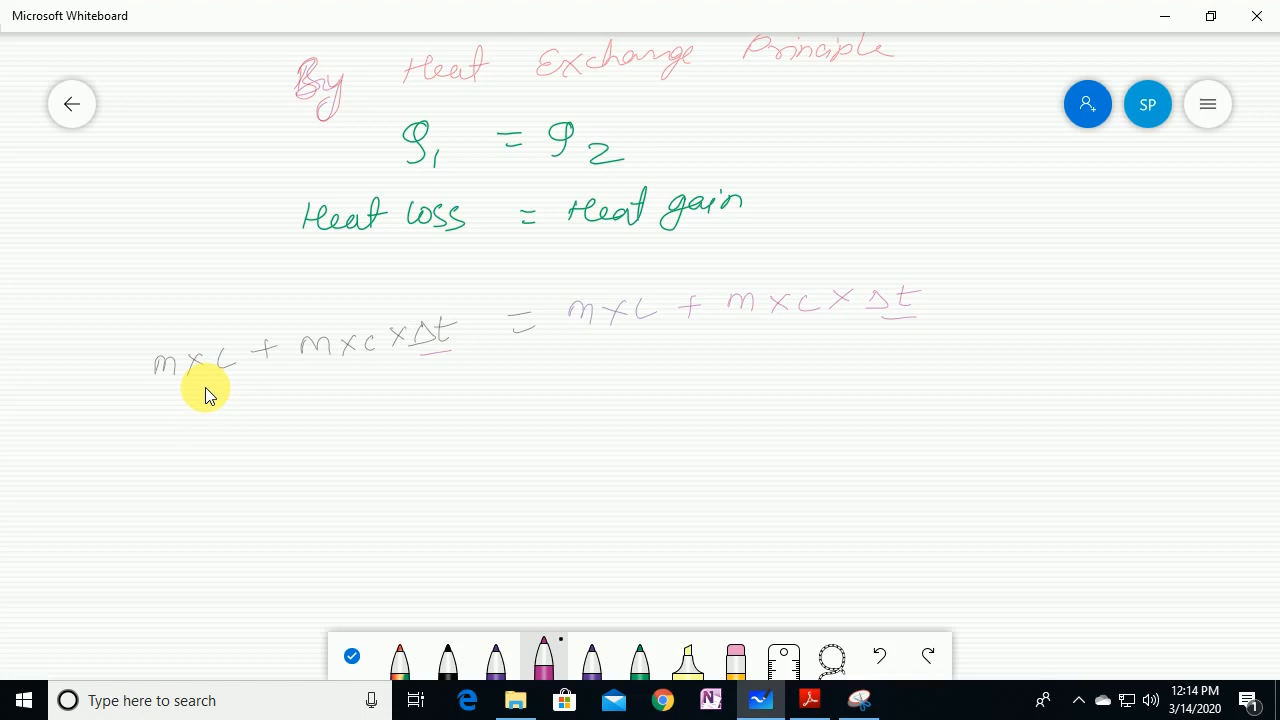 Microsoft Whiteboard
By Heat Exchange Principle
SP
Q₁ = Q₂
Heat loss = Heat gain
m×L + m×c×Δt = m×L + m×c×Δt
Type here to search
12:14 PM
3/14/2020
1